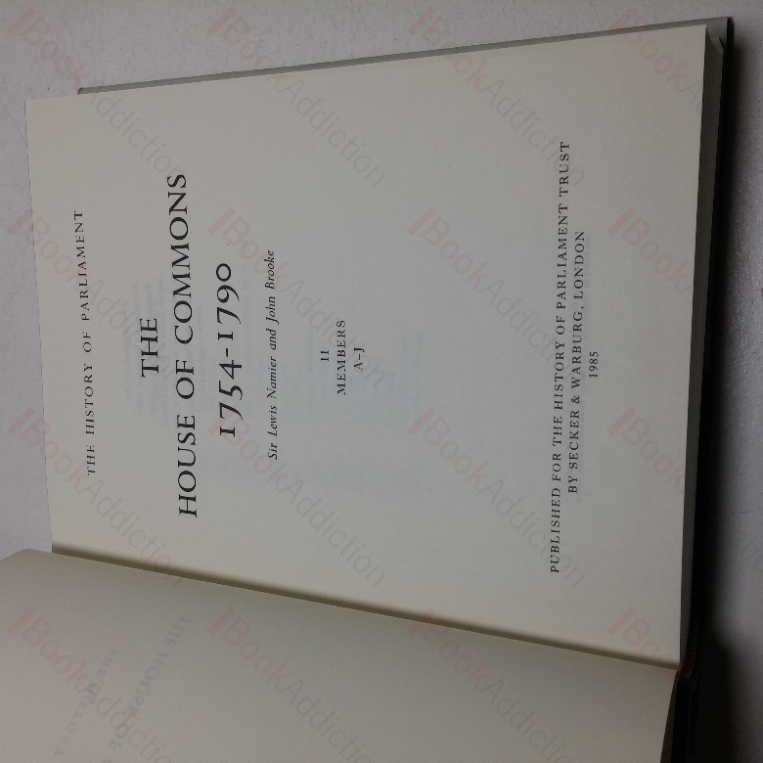 THE HISTORY OF PARLIAMENT
THE
HOUSE OF COMMONS
1754-1790
Sir Lewis Namier and John Brooke
II
MEMBERS
A-J
PUBLISHED FOR THE HISTORY OF PARLIAMENT TRUST
BY SECKER & WARBURG, LONDON
1985
BookAddiction